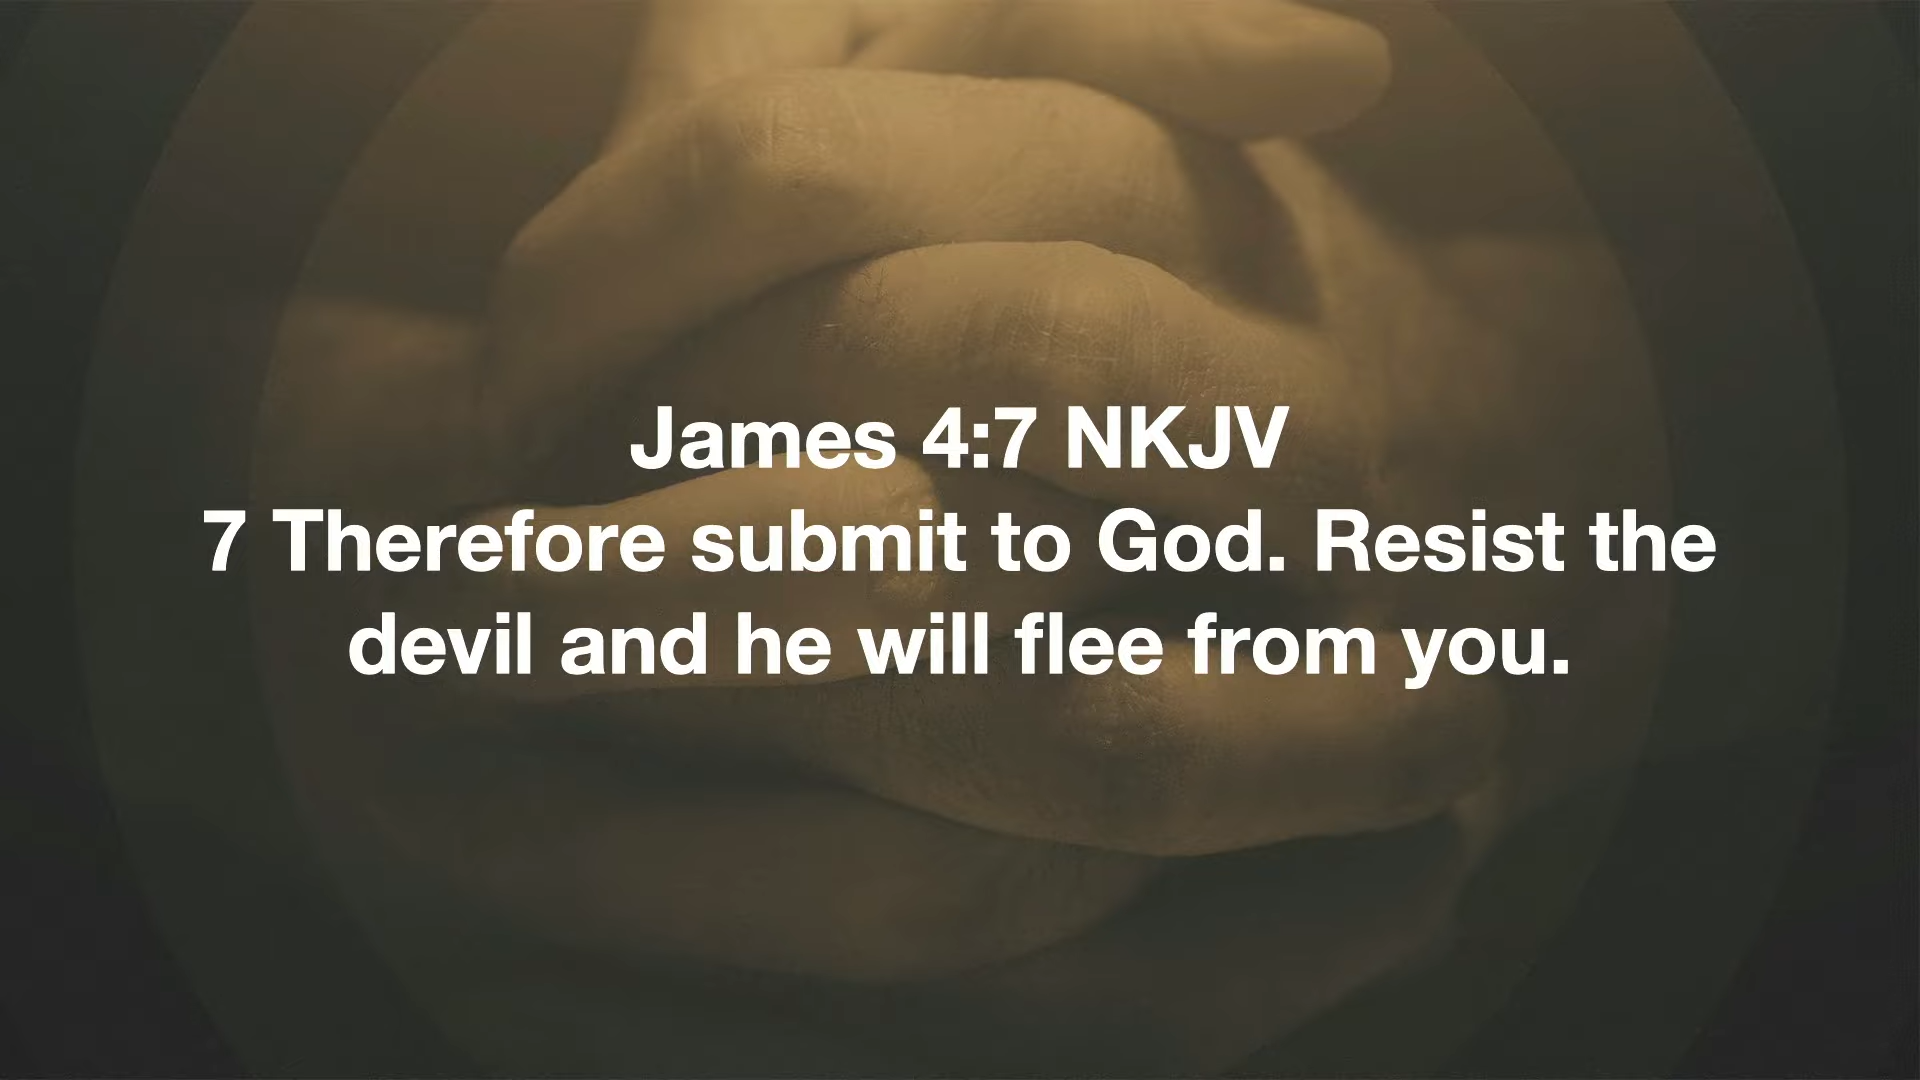 James 4:7 NKJV
7 Therefore submit to God. Resist the
devil and he will flee from you.